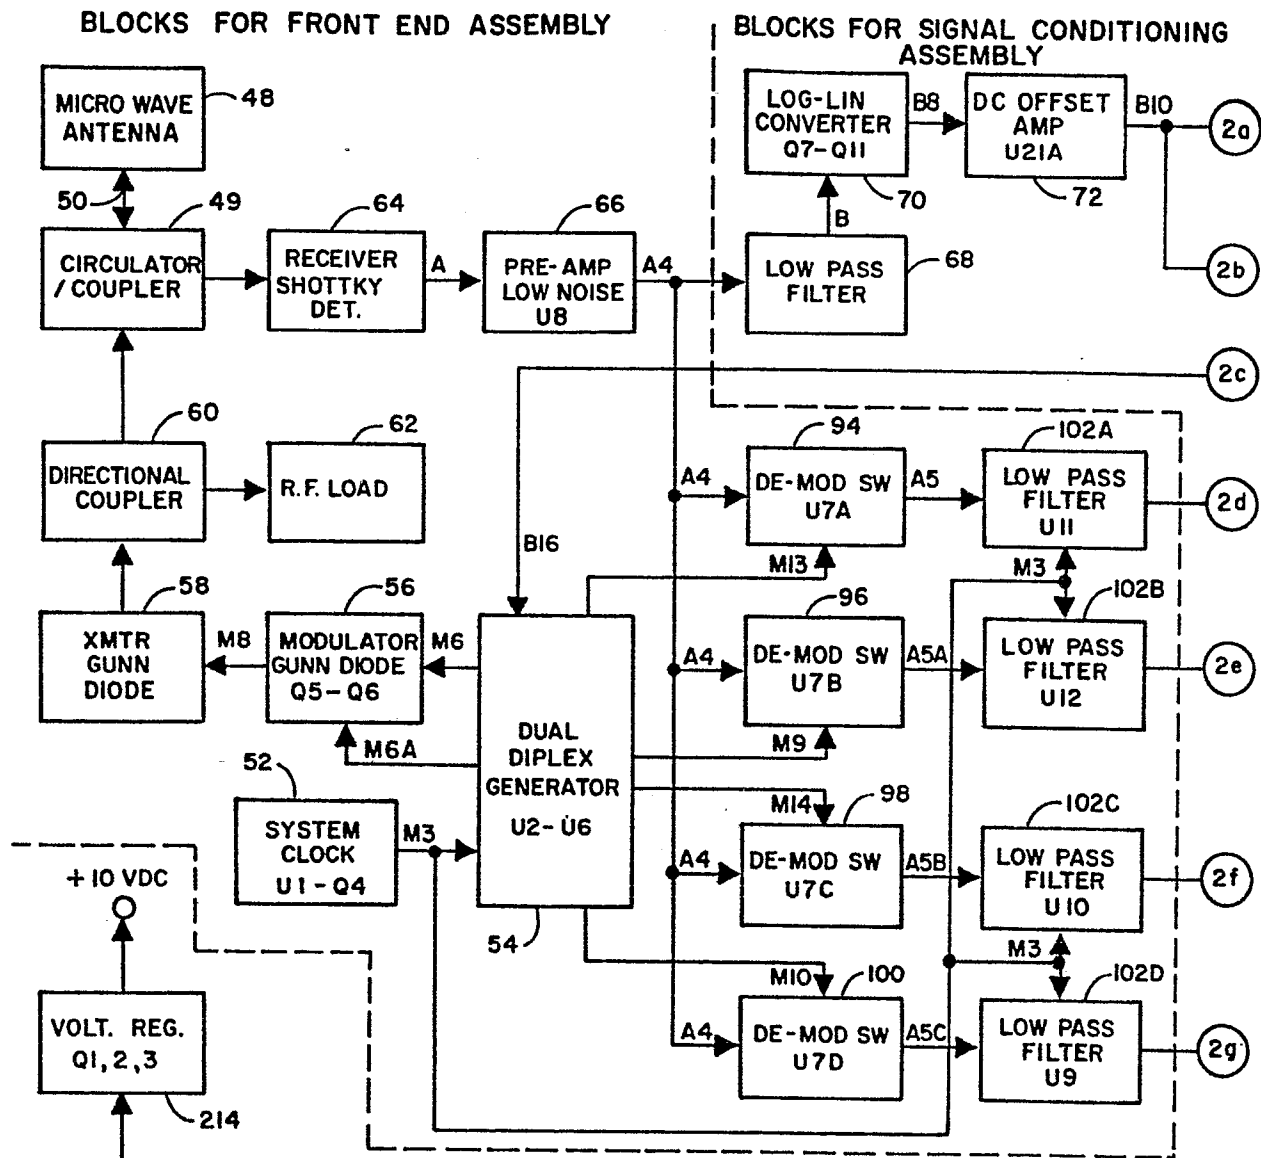 BLOCKS FOR FRONT END ASSEMBLY
BLOCKS FOR SIGNAL CONDITIONING
ASSEMBLY
MICRO WAVE
ANTENNA
48
50
49
CIRCULATOR
/ COUPLER
64
RECEIVER
SHOTTKY
DET.
A
66
PRE-AMP
LOW NOISE
U8
A4
LOG-LIN
CONVERTER
Q7-Q11
70
B8
DC OFFSET
AMP
U21A
72
B10
2a
2b
B
LOW PASS
FILTER
68
2c
60
DIRECTIONAL
COUPLER
62
R.F. LOAD
B16
94
A4
DE-MOD SW
U7A
A5
M13
102A
LOW PASS
FILTER
U11
2d
M3
58
XMTR
GUNN
DIODE
M8
56
MODULATOR
GUNN DIODE
Q5-Q6
M6
M6A
96
A4
DE-MOD SW
U7B
A5A
M9
102B
LOW PASS
FILTER
U12
2e
DUAL
DIPLEX
GENERATOR
U2-U6
54
52
SYSTEM
CLOCK
U1-Q4
M3
M14
98
A4
DE-MOD SW
U7C
A5B
102C
LOW PASS
FILTER
U10
2f
M3
+10 VDC
VOLT. REG.
Q1,2,3
214
M10
100
A4
DE-MOD SW
U7D
A5C
102D
LOW PASS
FILTER
U9
2g